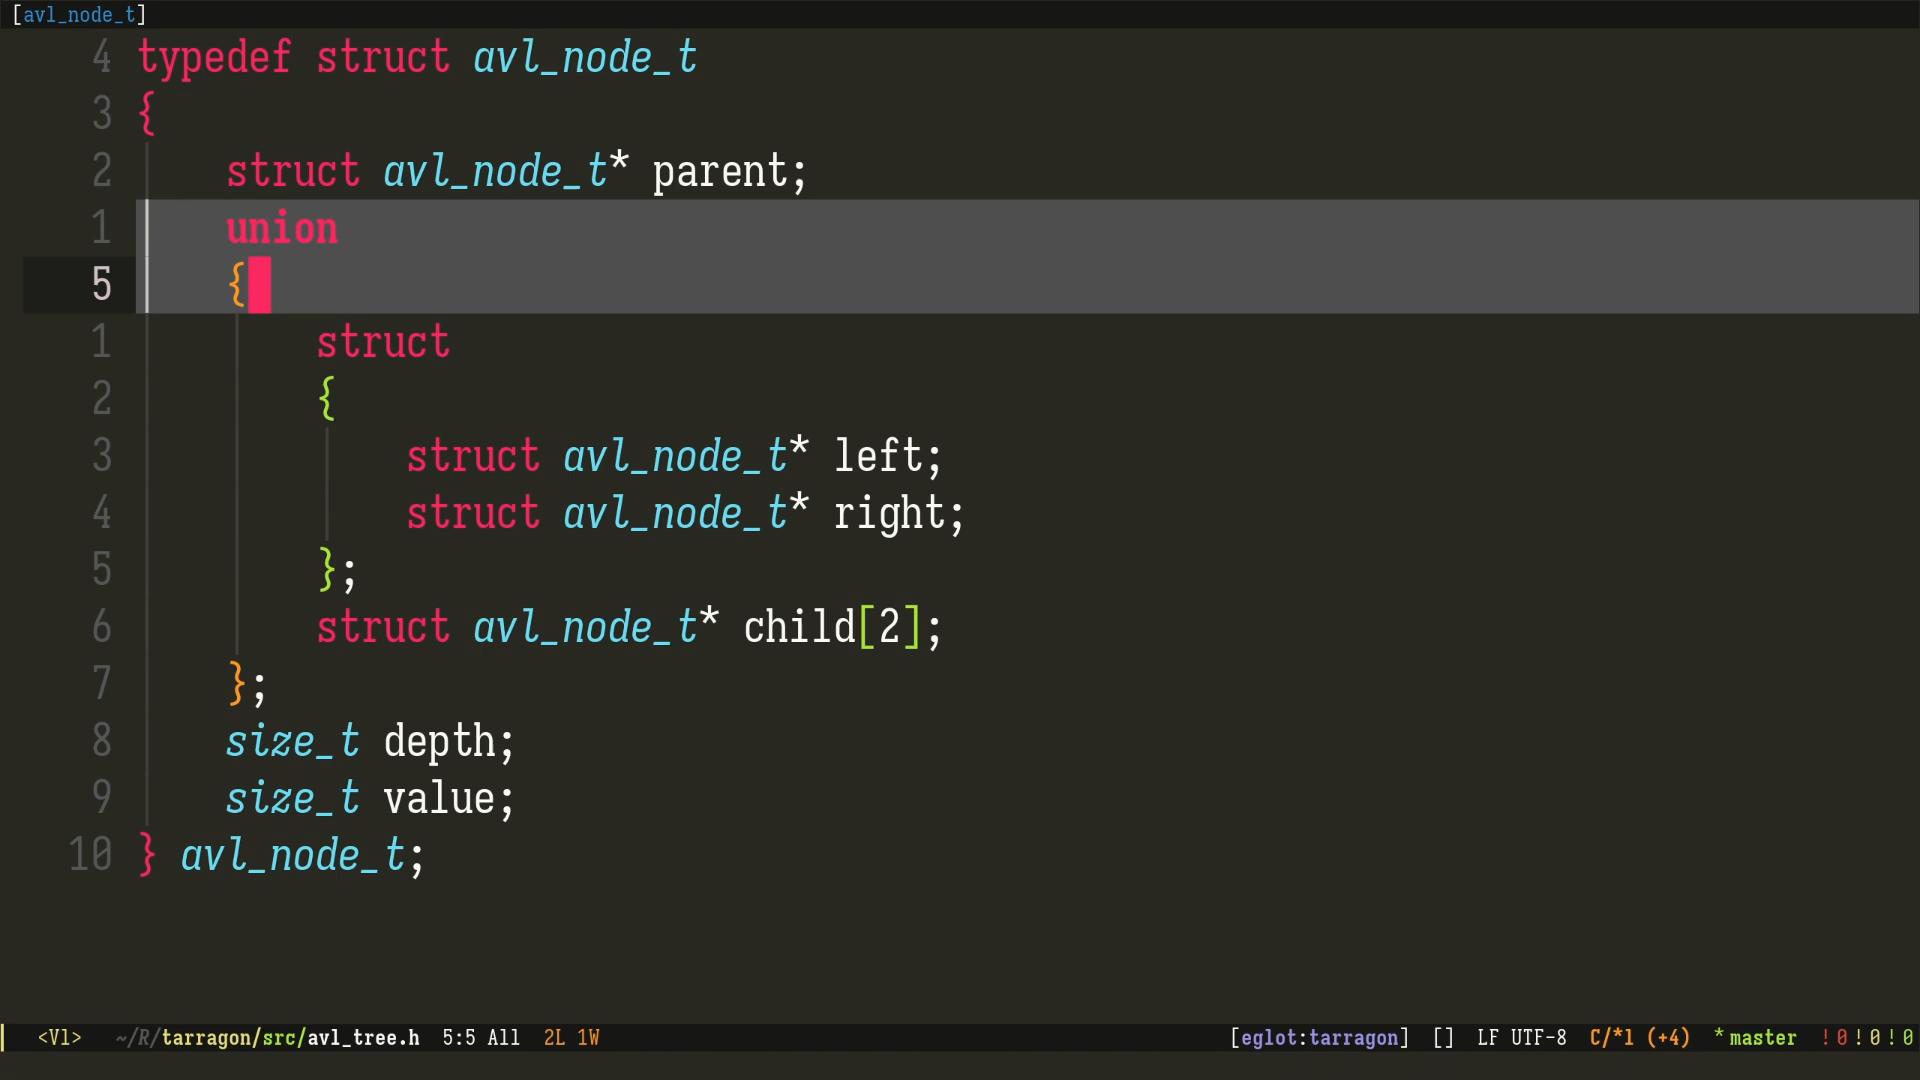 [avl_node_t]
4 typedef struct avl_node_t
3 {
2 struct avl_node_t* parent;
1 union
5 {
1 struct
2 {
3 struct avl_node_t* left;
4 struct avl_node_t* right;
5 };
6 struct avl_node_t* child[2];
7 };
8 size_t depth;
9 size_t value;
10 } avl_node_t;
<Vl> ~/R/tarragon/src/avl_tree.h 5:5 All 2L 1W [eglot:tarragon] [] LF UTF-8 C/*l (+4) *master !0!0!0